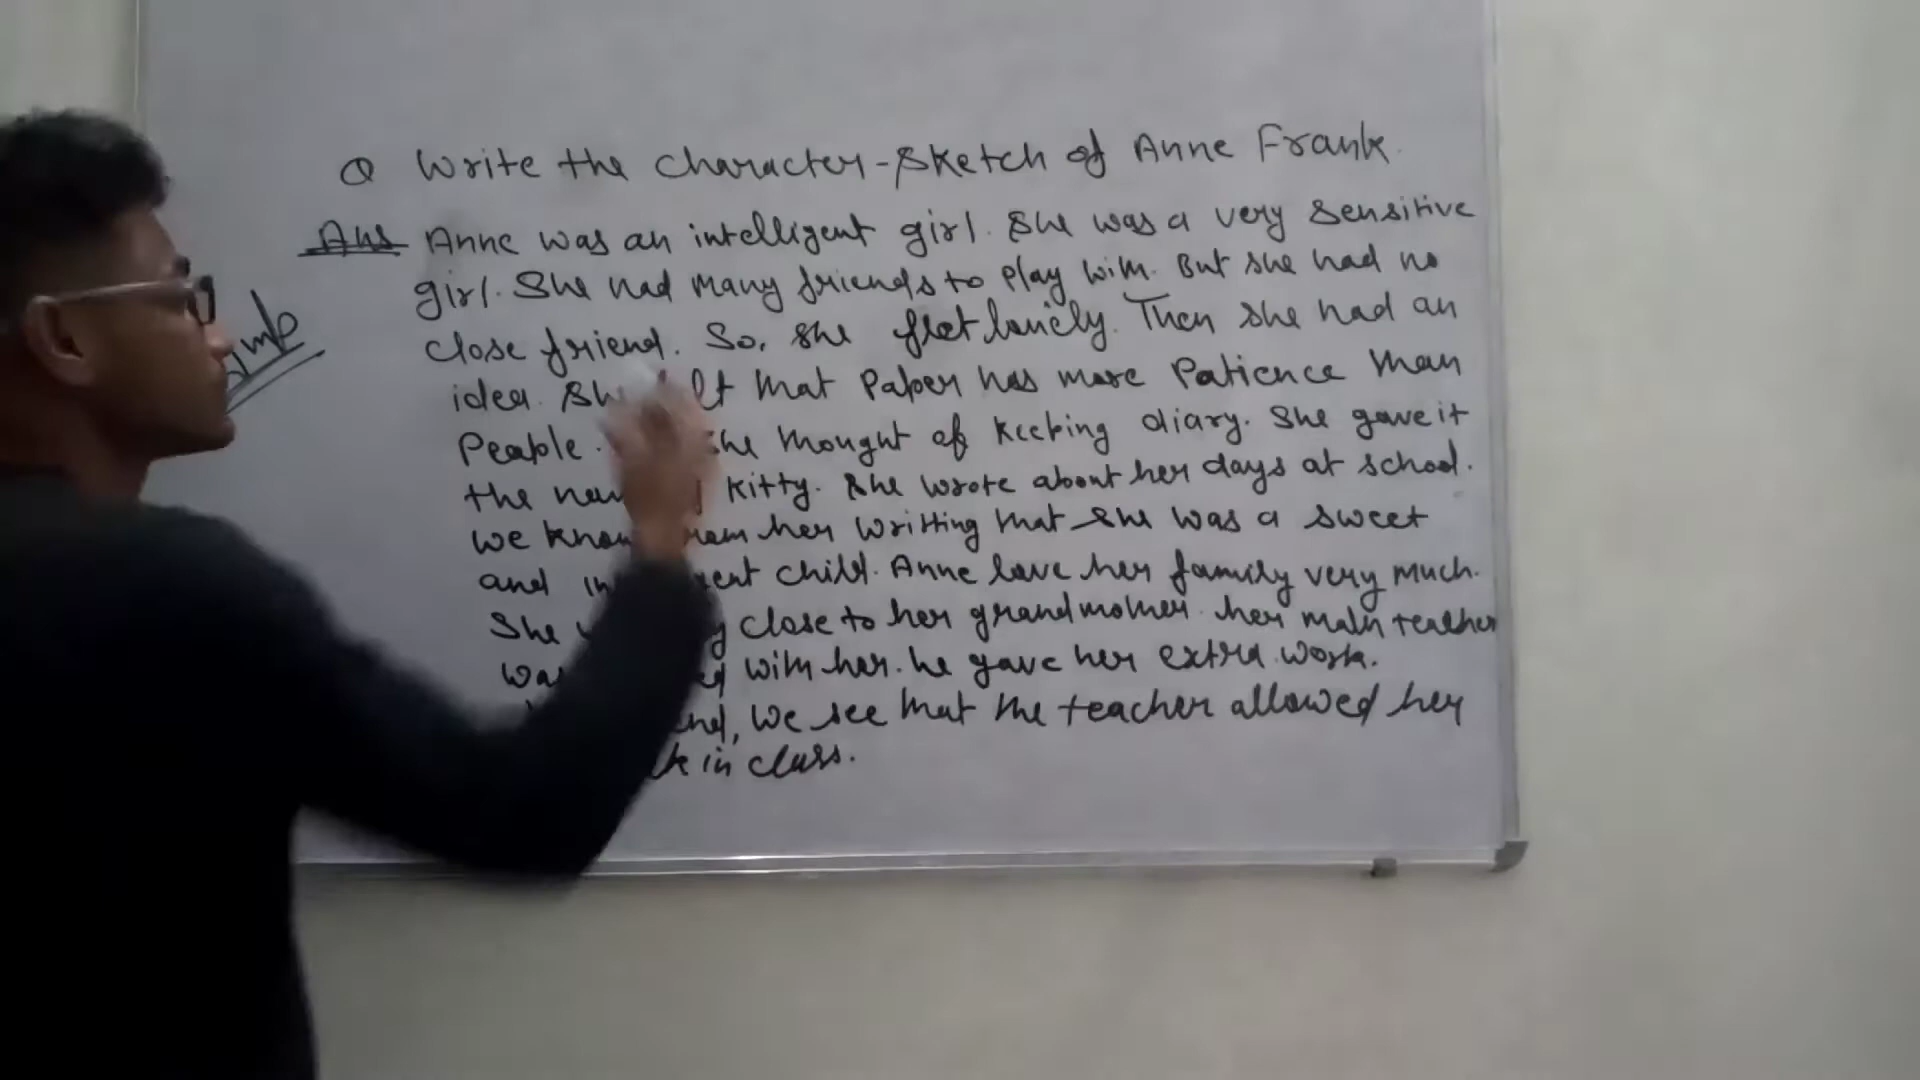 Q Write the character-sketch of Anne Frank.
Ans Anne was an intelligent girl. She was a very sensitive
girl. She had many friends to play with. But she had no
close friend. So, she flet lonely. Then she had an
idea. that paper has more patience than
people. she thought of keeping diary. She gave it
the Kitty. She wrote about her days at school.
we know her writting that she was a sweet
and child. Anne love her family very much.
She close to her grandmother. her math teacher
was with her. he gave her extra work.
we see that the teacher allowed her
in class.